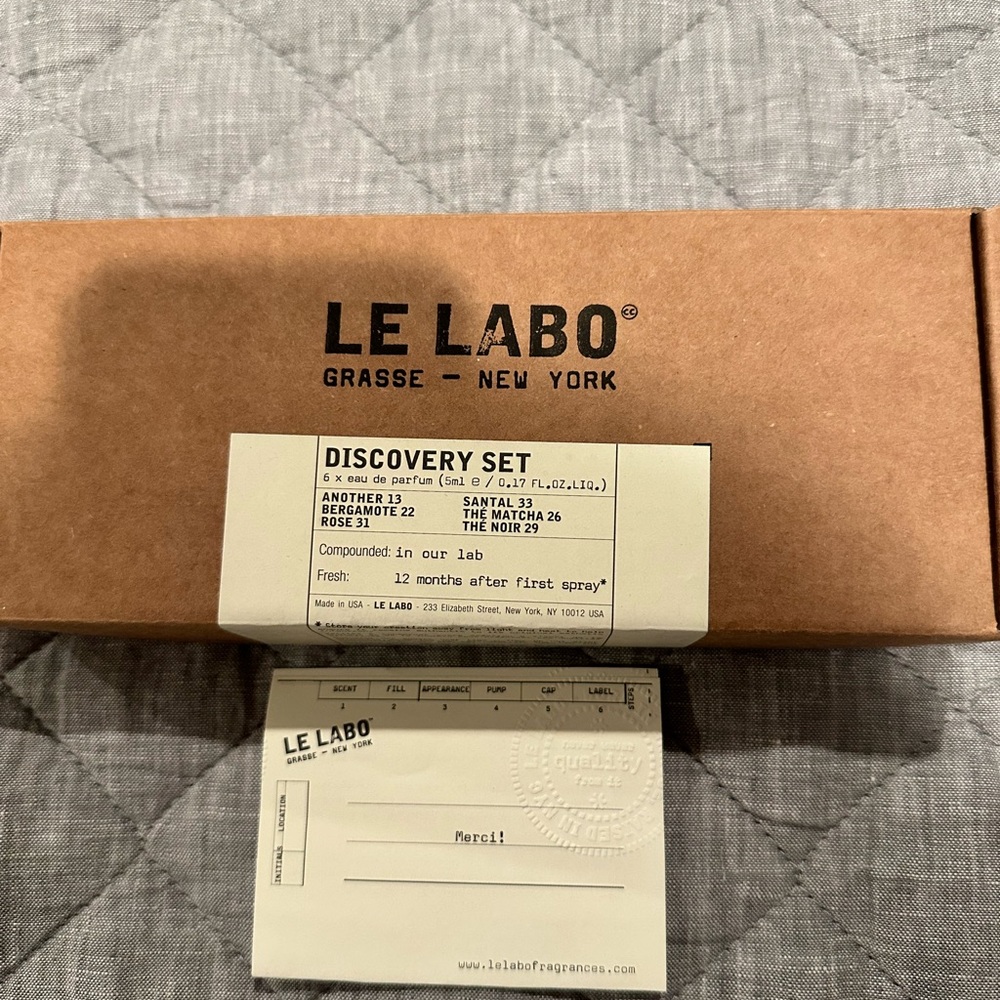 LE LABO
GRASSE — NEW YORK
DISCOVERY SET
6 x eau de parfum (5ml e / 0.17 FL.OZ.LIQ.)
ANOTHER 13 SANTAL 33
BERGAMOTE 22 THÉ MATCHA 26
ROSE 31 THÉ NOIR 29
Compounded: in our lab
Fresh: 12 months after first spray*
Made in USA - LE LABO - 233 Elizabeth Street, New York, NY 10012 USA
* Store your
SCENT FILL APPEARANCE PUMP CAP LABEL STEPS
1 2 3 4 5 6
LE LABO
GRASSE — NEW YORK
quality
from it
LOCATION
INITIALS
Merci!
www.lelabofragrances.com